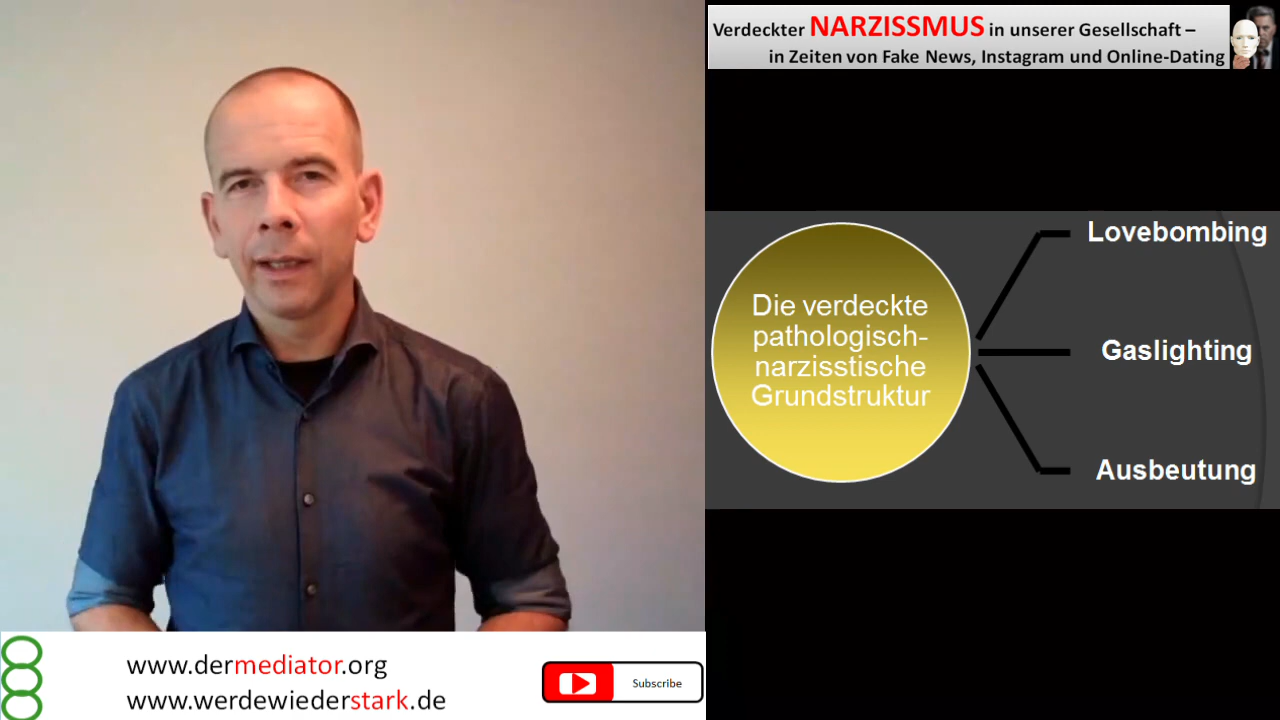 Verdeckter NARZISSMUS in unserer Gesellschaft –
in Zeiten von Fake News, Instagram und Online-Dating
Die verdeckte
pathologisch-
narzisstische
Grundstruktur
Lovebombing
Gaslighting
Ausbeutung
www.dermediator.org
www.werdewiederstark.de
Subscribe